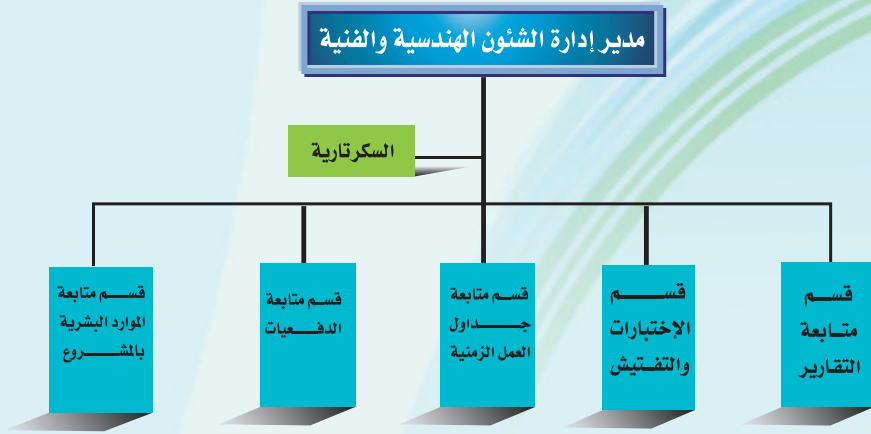 مدير إدارة الشئون الهندسية والفنية
السكرتارية
قسم
متابعة
التقارير
قسم
الإختبارات
والتفتيش
قسم متابعة
جداول
العمل الزمنية
قسم متابعة
الدفعيات
قسم متابعة
الموارد البشرية
بالمشروع